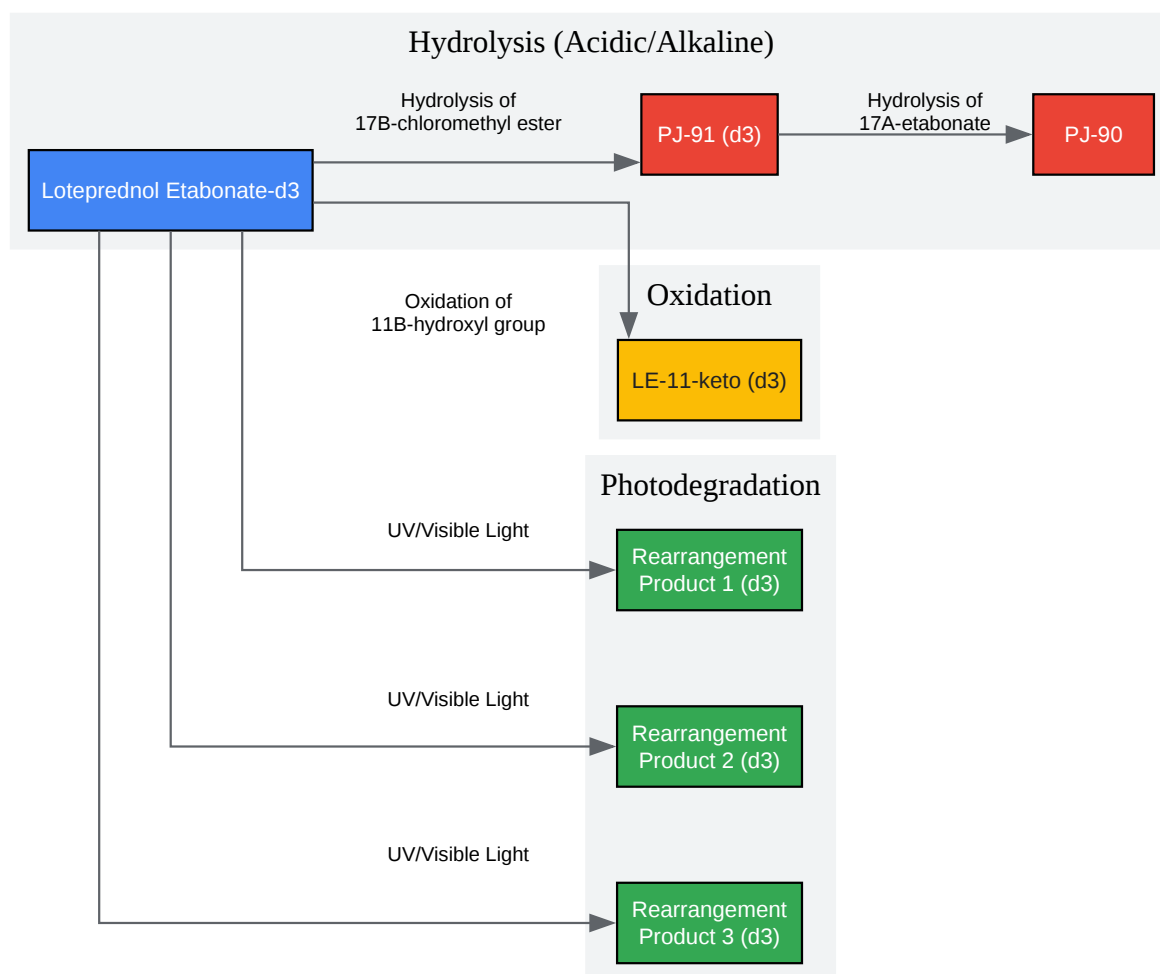 Hydrolysis (Acidic/Alkaline)
Hydrolysis of
17B-chloromethyl ester
Hydrolysis of
17A-etabonate
PJ-91 (d3)
PJ-90
Loteprednol Etabonate-d3
Oxidation
Oxidation of
11B-hydroxyl group
LE-11-keto (d3)
Photodegradation
UV/Visible Light
Rearrangement
Product 1 (d3)
UV/Visible Light
Rearrangement
Product 2 (d3)
UV/Visible Light
Rearrangement
Product 3 (d3)